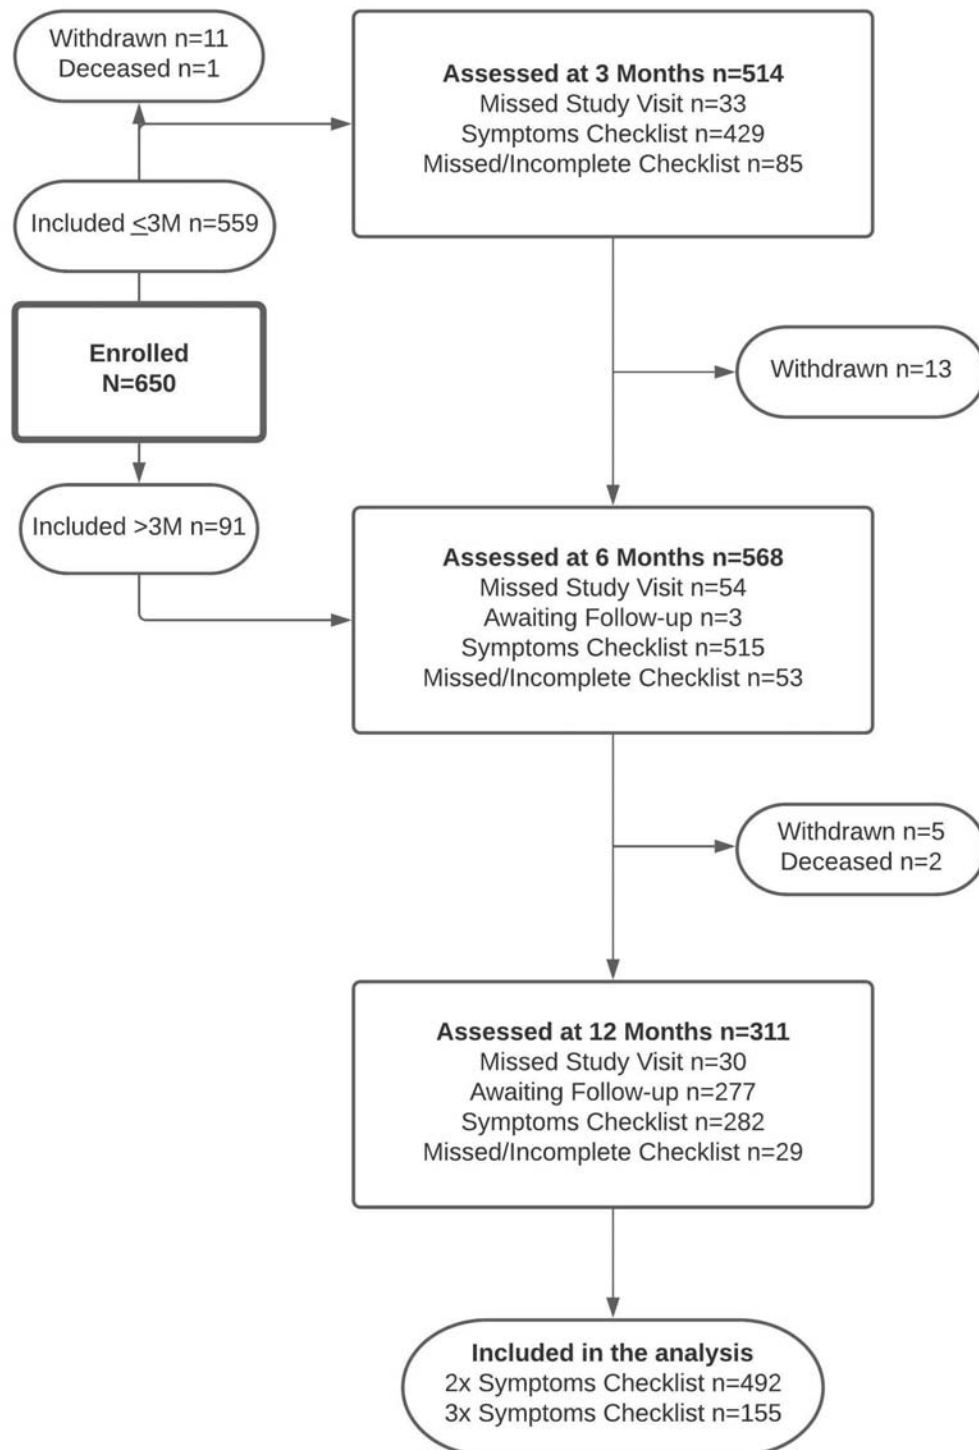 Withdrawn n=11
Deceased n=1
Assessed at 3 Months n=514
Missed Study Visit n=33
Symptoms Checklist n=429
Missed/Incomplete Checklist n=85
Included ≤3M n=559
Enrolled
N=650
Withdrawn n=13
Included >3M n=91
Assessed at 6 Months n=568
Missed Study Visit n=54
Awaiting Follow-up n=3
Symptoms Checklist n=515
Missed/Incomplete Checklist n=53
Withdrawn n=5
Deceased n=2
Assessed at 12 Months n=311
Missed Study Visit n=30
Awaiting Follow-up n=277
Symptoms Checklist n=282
Missed/Incomplete Checklist n=29
Included in the analysis
2x Symptoms Checklist n=492
3x Symptoms Checklist n=155